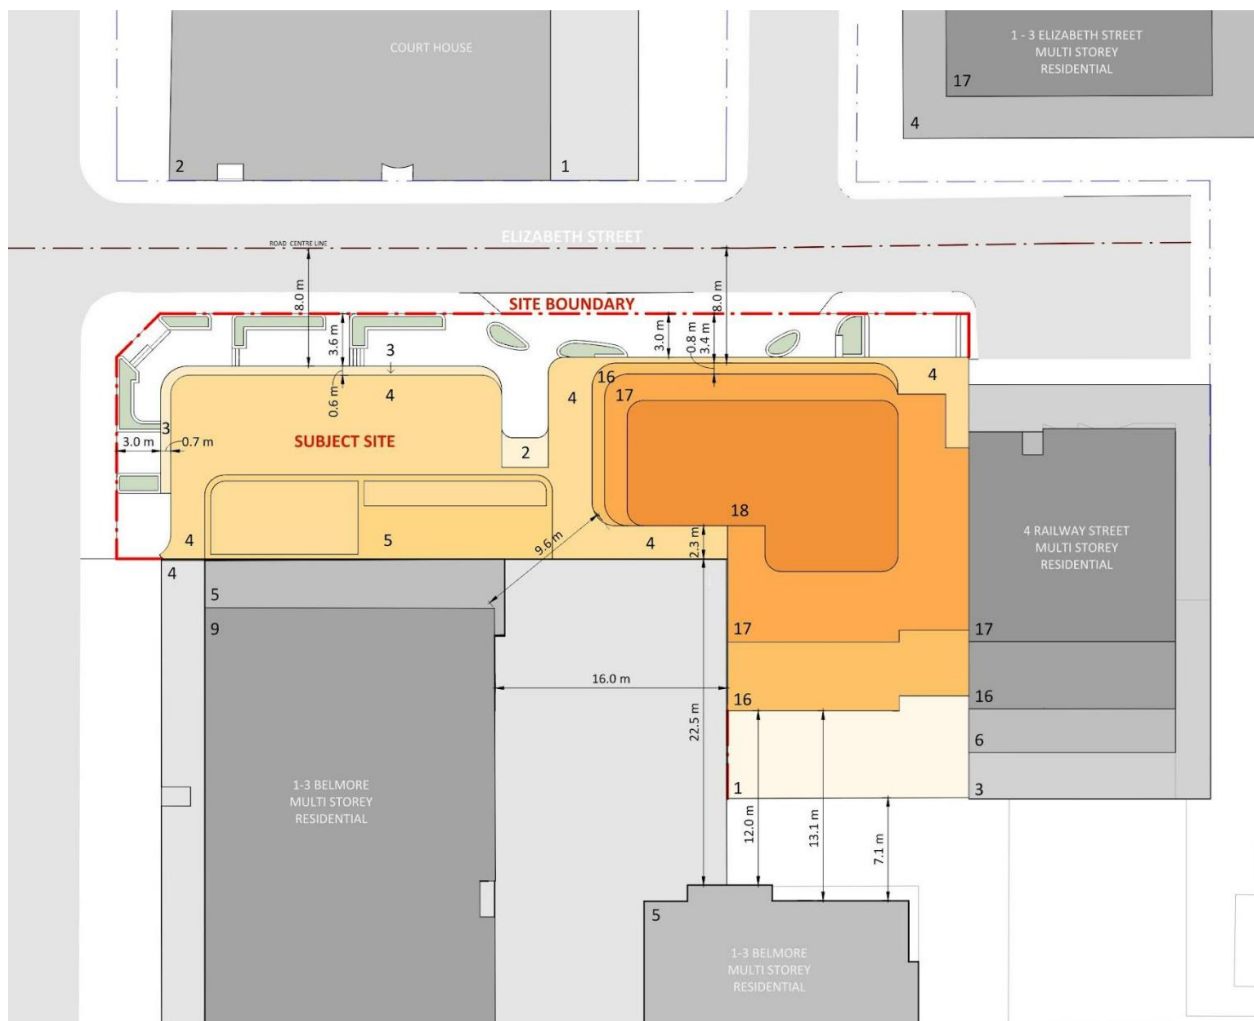 COURT HOUSE
1 - 3 ELIZABETH STREET
MULTI STOREY
RESIDENTIAL
17
4
2
1
ROAD CENTRE LINE
ELIZABETH STREET
8.0 m
8.0 m
SITE BOUNDARY
3.6 m
3.0 m
0.8 m
3.4 m
3
0.6 m
4
4
16
17
4
3
3.0 m
0.7 m
SUBJECT SITE
2
18
4
5
9.6 m
4
2.3 m
4 RAILWAY STREET
MULTI STOREY
RESIDENTIAL
4
5
9
17
17
16.0 m
22.5 m
16
16
6
1
3
1-3 BELMORE
MULTI STOREY
RESIDENTIAL
12.0 m
13.1 m
7.1 m
5
1-3 BELMORE
MULTI STOREY
RESIDENTIAL